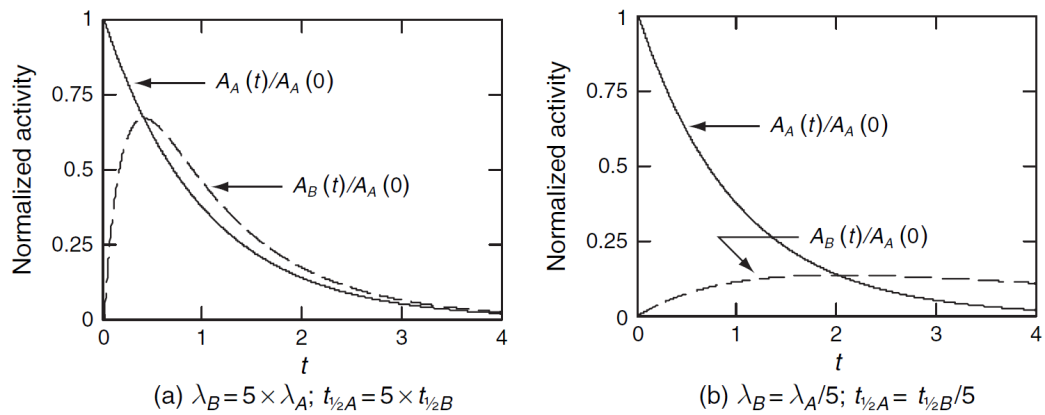 Normalized activity
1
0.75
0.5
0.25
0
0 1 2 3 4
t
A_A (t)/A_A (0)
A_B (t)/A_A (0)
(a) λ_B = 5 × λ_A; t_½A = 5 × t_½B
Normalized activity
1
0.75
0.5
0.25
0
0 1 2 3 4
t
A_A (t)/A_A (0)
A_B (t)/A_A (0)
(b) λ_B = λ_A/5; t_½A = t_½B/5